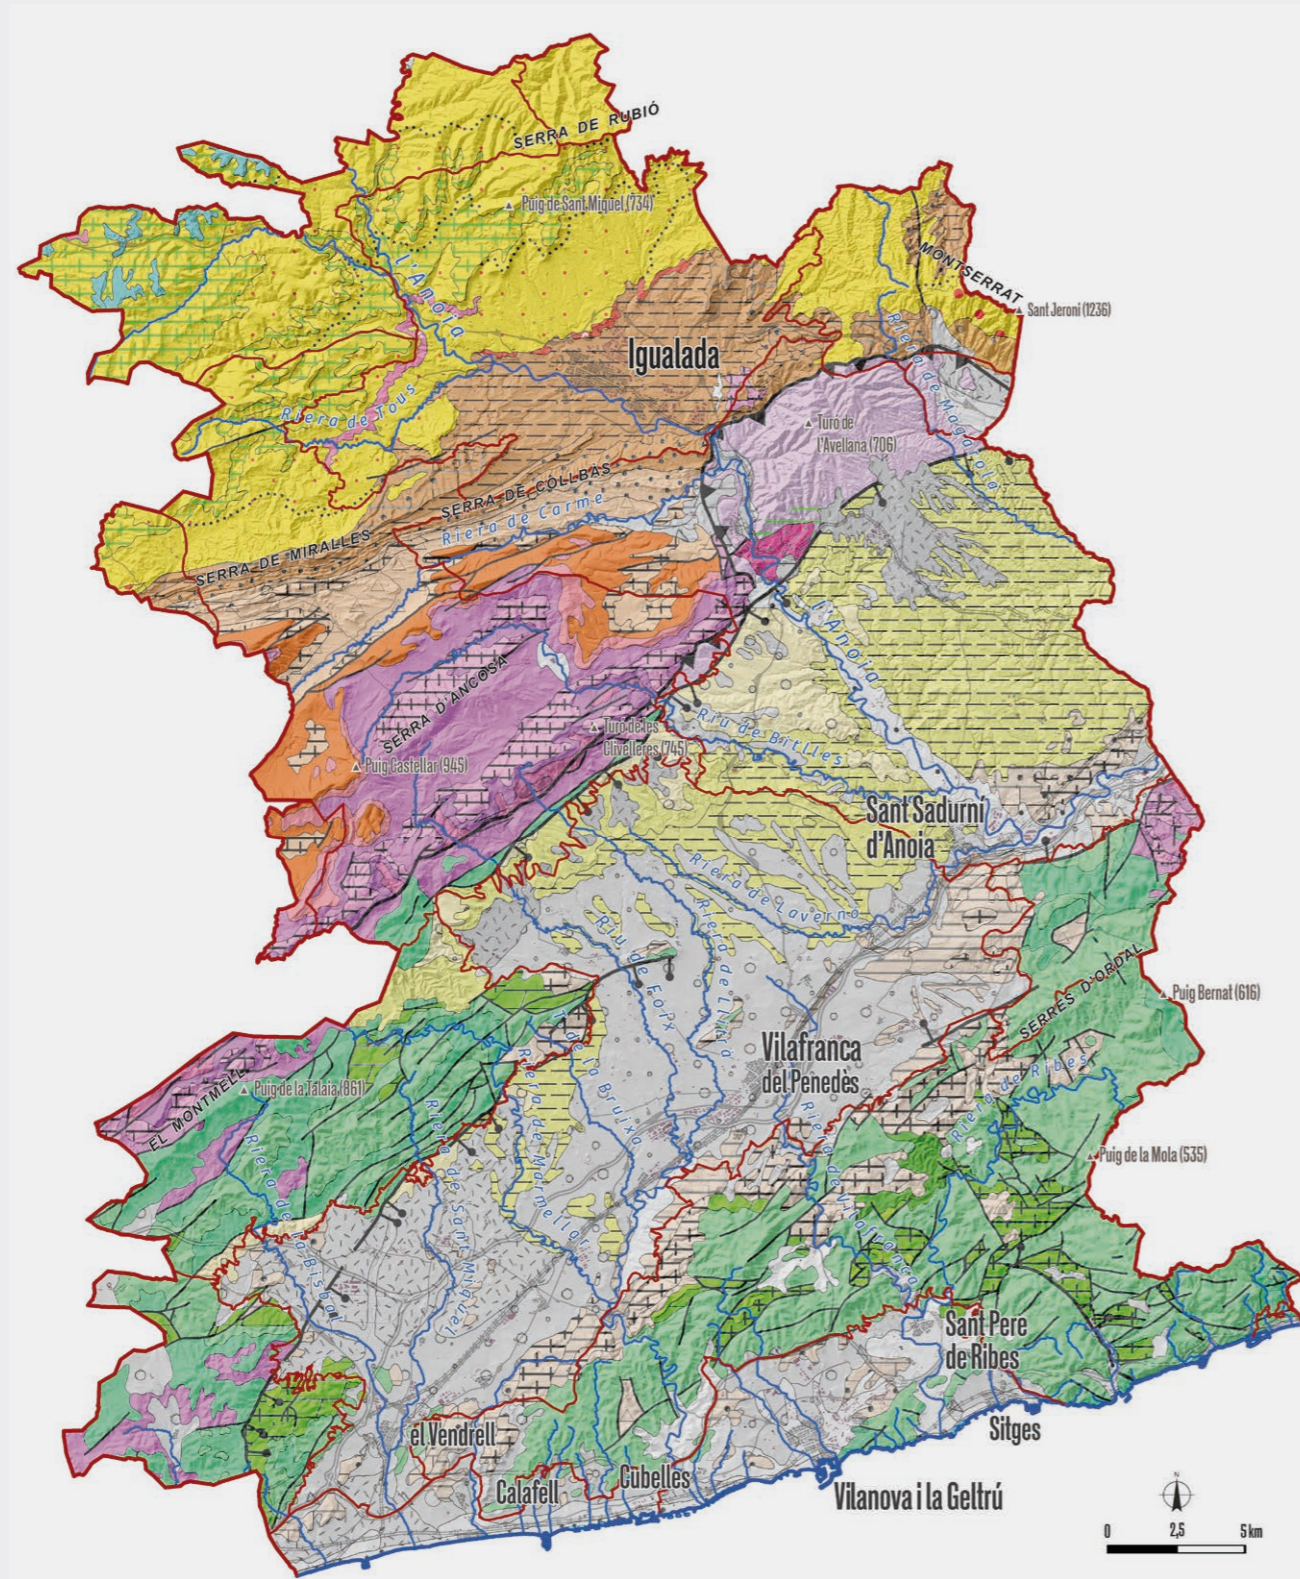 SERRA DE RUBIÓ
Puig de Sant Miquel (734)
MONTSERRAT
l'Anoia
Sant Jeroni (1236)
Igualada
Riera de Magarola
Riera de Tous
Turó de
l'Avellana (706)
SERRA DE COLLBÀS
Riera de Carme
SERRA DE MIRALLES
l'Anoia
SERRA D'ANCOSA
Riu de Bitlles
Turó de les
Clivelleres (745)
Puig Castellar (945)
Sant Sadurní
d'Anoia
Riera de Lavernó
Riu de Foix
Riera de Llitrà
SERRES D'ORDAL
Puig Bernat (616)
T. de la Bruixa
Vilafranca
del Penedès
Riera de Ribes
EL MONTMELL
Puig de la Talaia (861)
Riera de Marmellà
Riera de Sant Miquel
Riera de la Bisbal
Riera de Vilafranca
Puig de la Mola (535)
Sant Pere
de Ribes
Sitges
el Vendrell
Cubelles
Calafell
Vilanova i la Geltrú
N
0 2,5 5 km